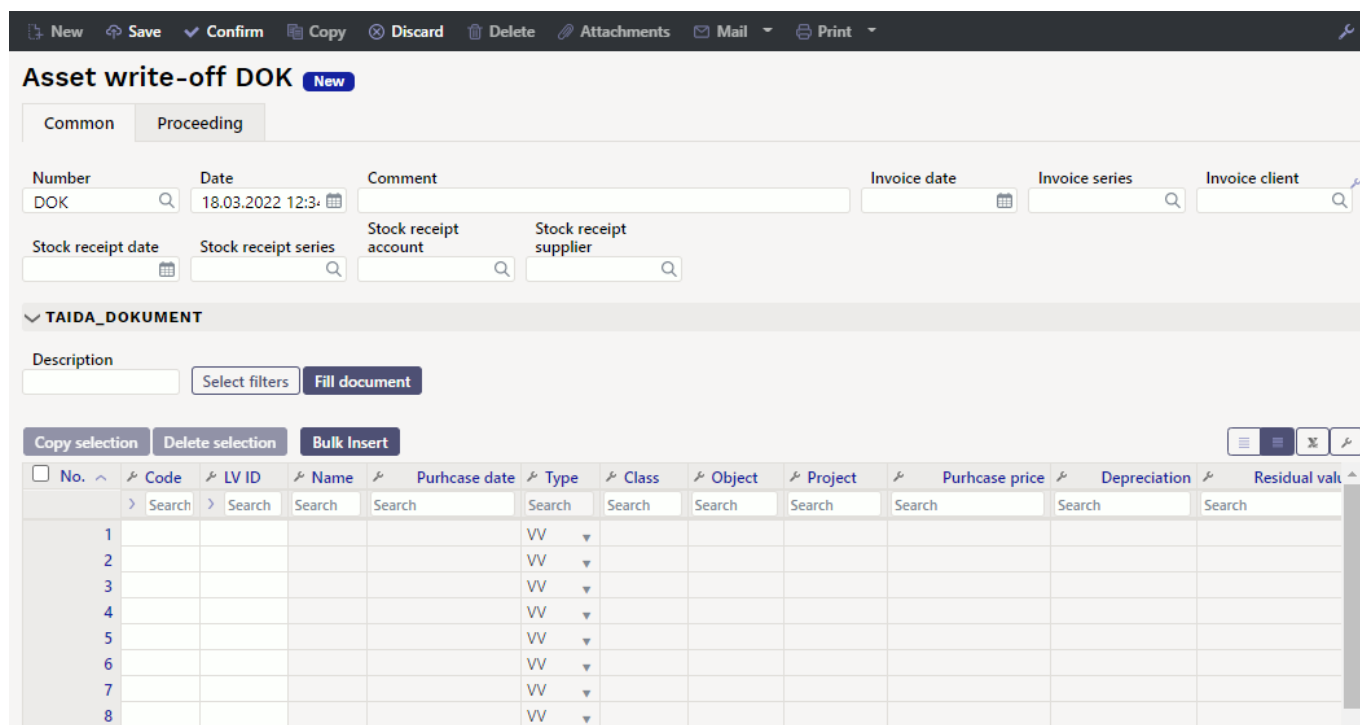 New Save Confirm Copy Discard Delete Attachments Mail Print
Asset write-off DOK New
Common Proceeding
Number Date Comment Invoice date Invoice series Invoice client
DOK 18.03.2022 12:34
Stock receipt date Stock receipt series Stock receipt account Stock receipt supplier
TAIDA_DOKUMENT
Description
Select filters Fill document
Copy selection Delete selection Bulk Insert
No. Code LV ID Name Purhcase date Type Class Object Project Purhcase price Depreciation Residual valu
Search Search Search Search Search Search Search Search Search Search Search
1 VV
2 VV
3 VV
4 VV
5 VV
6 VV
7 VV
8 VV